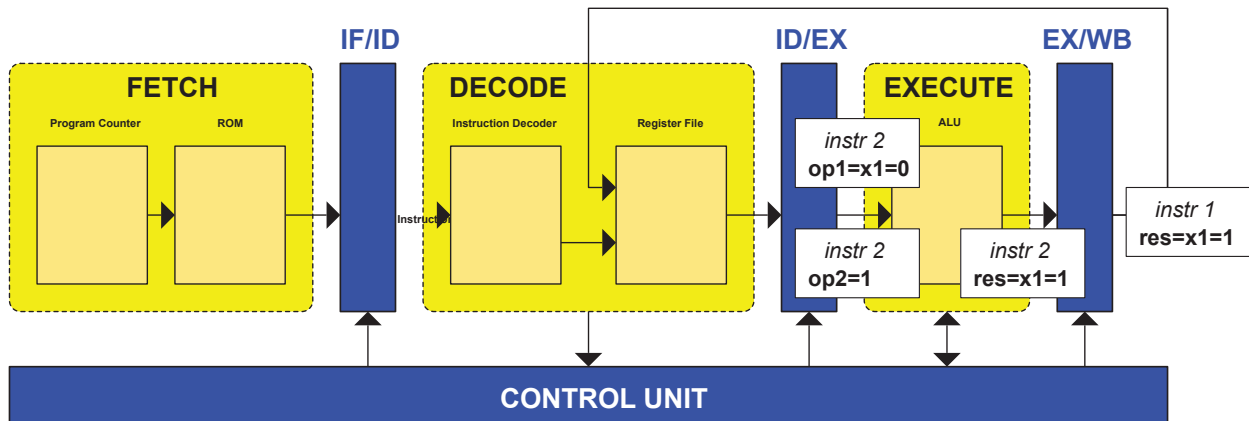 IF/ID
ID/EX
EX/WB
FETCH
DECODE
EXECUTE
Program Counter
ROM
Instruction Decoder
Register File
ALU
instr 2
op1=x1=0
Instruction
instr 1
res=x1=1
instr 2
op2=1
instr 2
res=x1=1
CONTROL UNIT